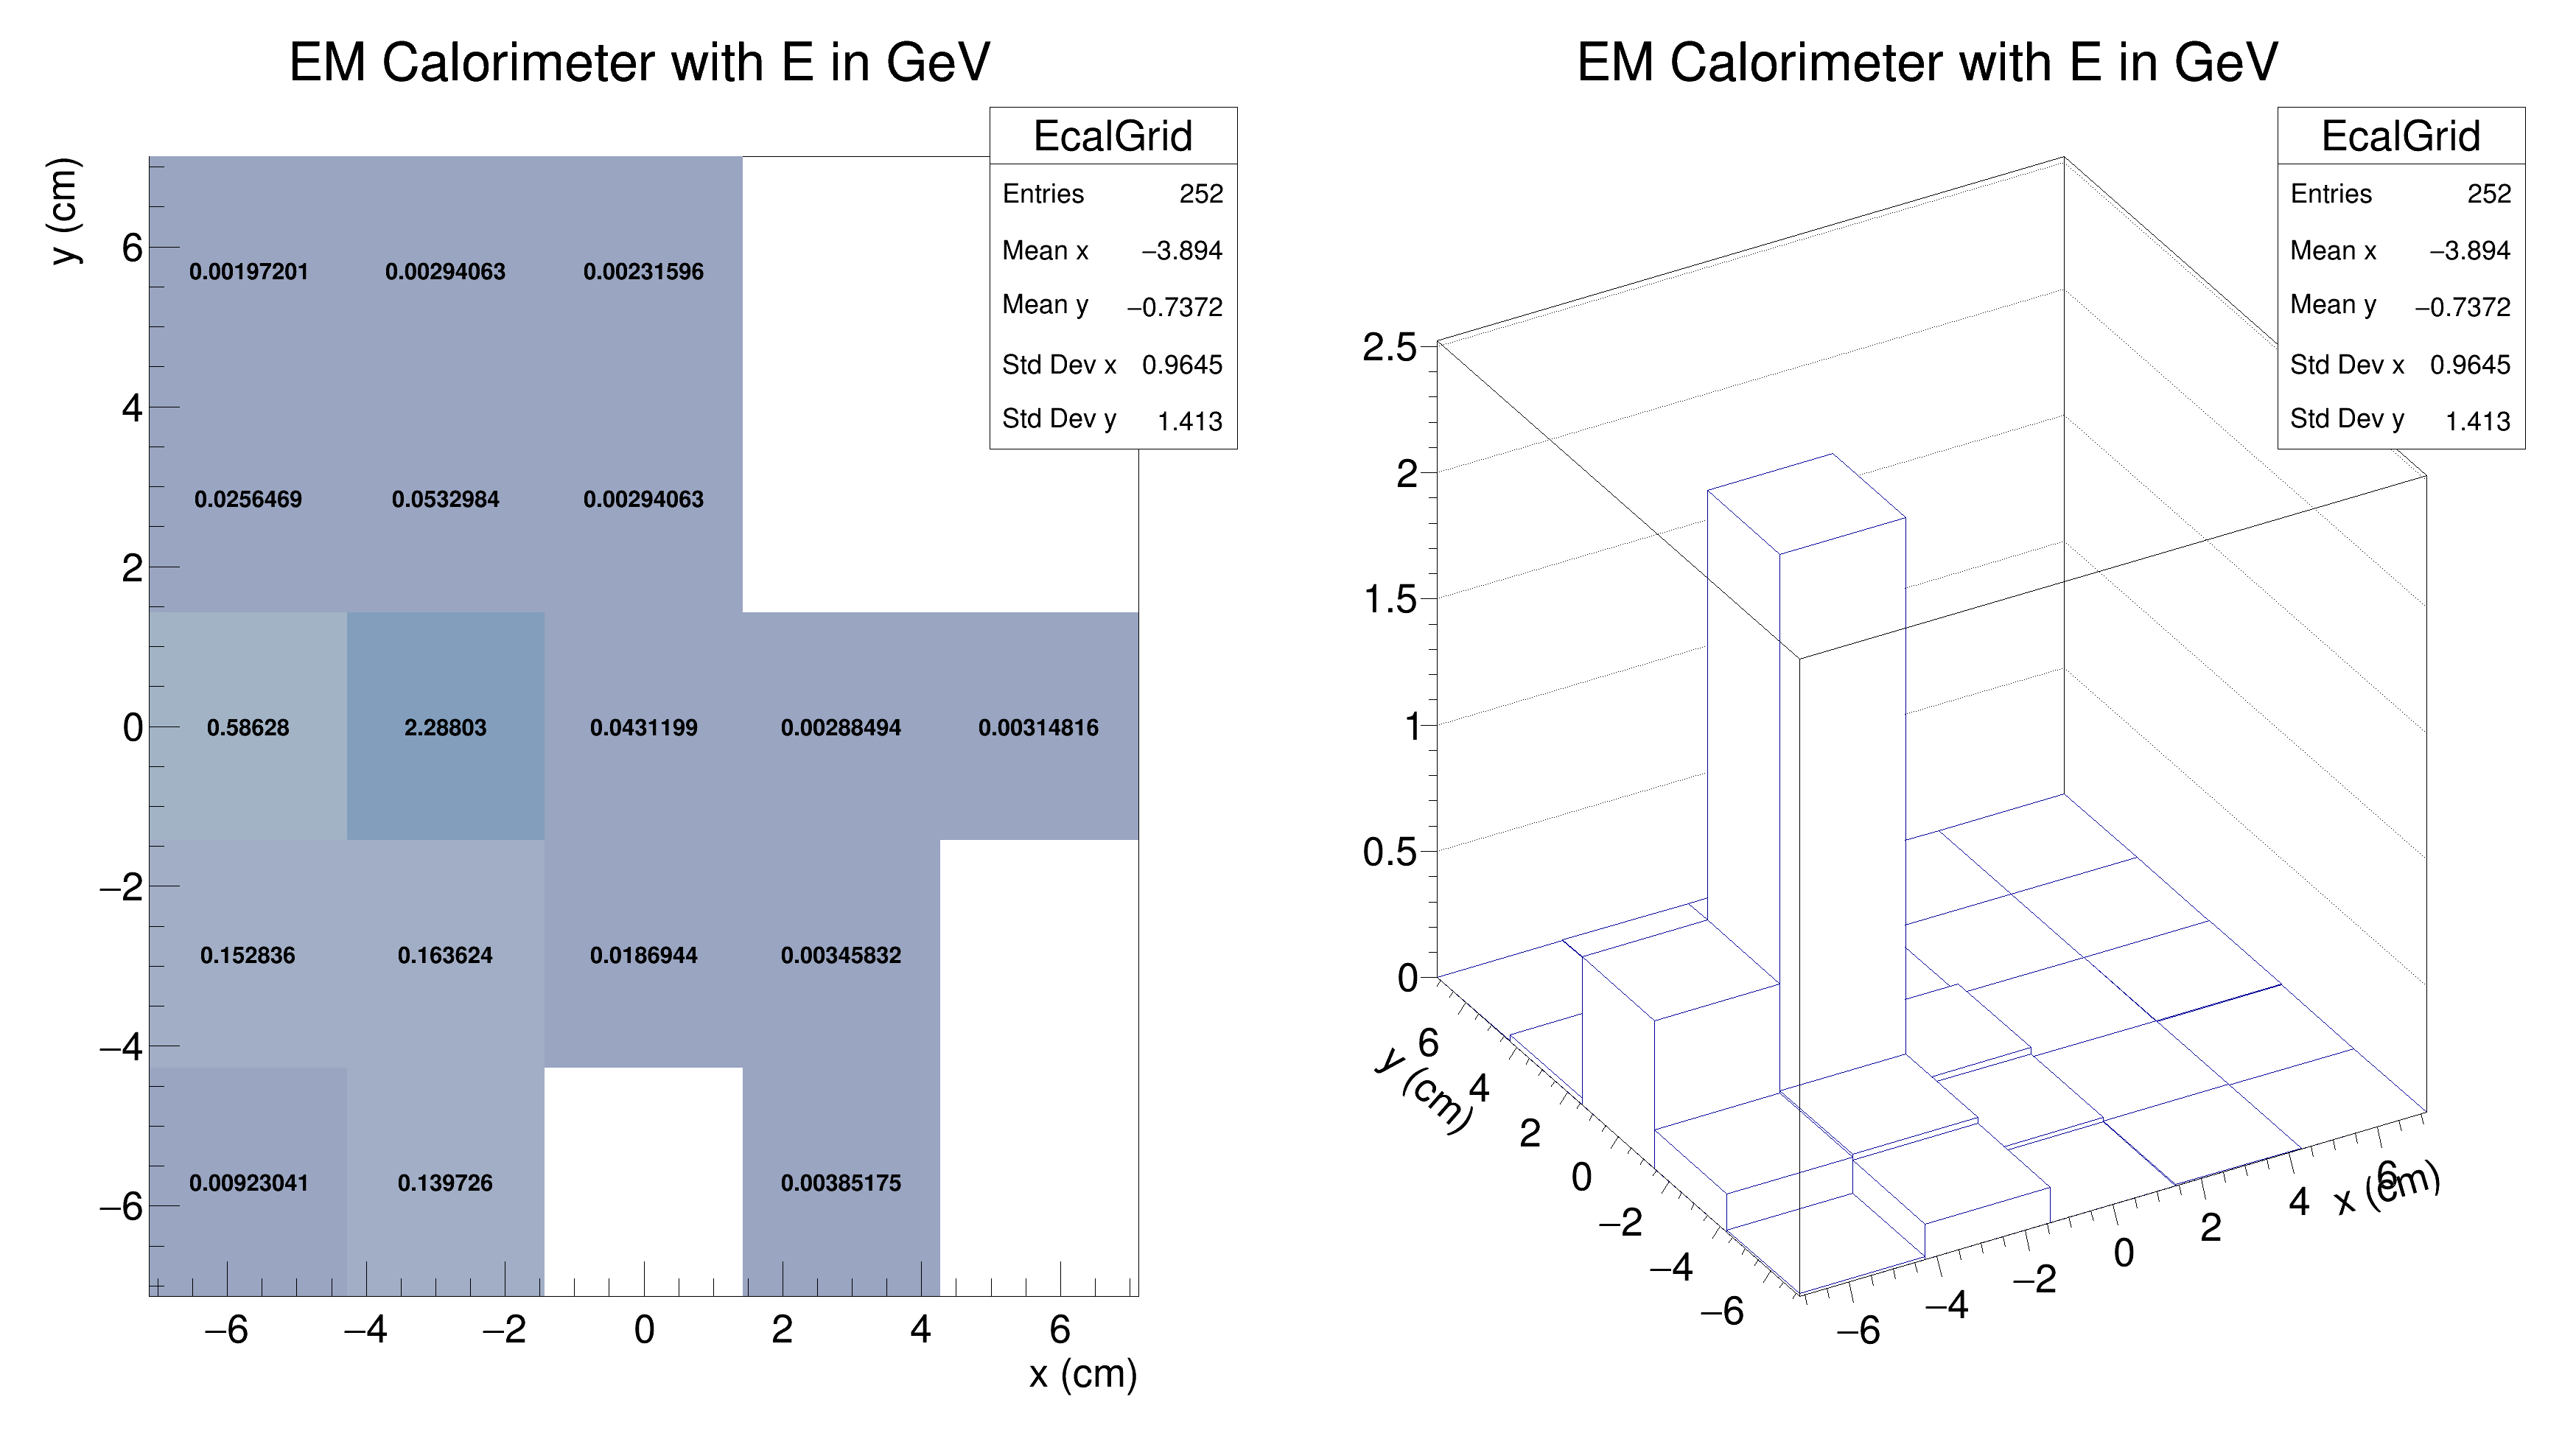 EM Calorimeter with E in GeV
EcalGrid
Entries 252
Mean x −3.894
Mean y −0.7372
Std Dev x 0.9645
Std Dev y 1.413
y (cm)
6
4
2
0
−2
−4
−6
0.00197201 0.00294063 0.00231596
0.0256469 0.0532984 0.00294063
0.58628 2.28803 0.0431199 0.00288494 0.00314816
0.152836 0.163624 0.0186944 0.00345832
0.00923041 0.139726 0.00385175
−6 −4 −2 0 2 4 6
x (cm)
EM Calorimeter with E in GeV
EcalGrid
Entries 252
Mean x −3.894
Mean y −0.7372
Std Dev x 0.9645
Std Dev y 1.413
2.5
2
1.5
1
0.5
0
6
4
2
0
−2
−4
−6
y (cm)
−6
−4
−2
0
2
4
6
x (cm)